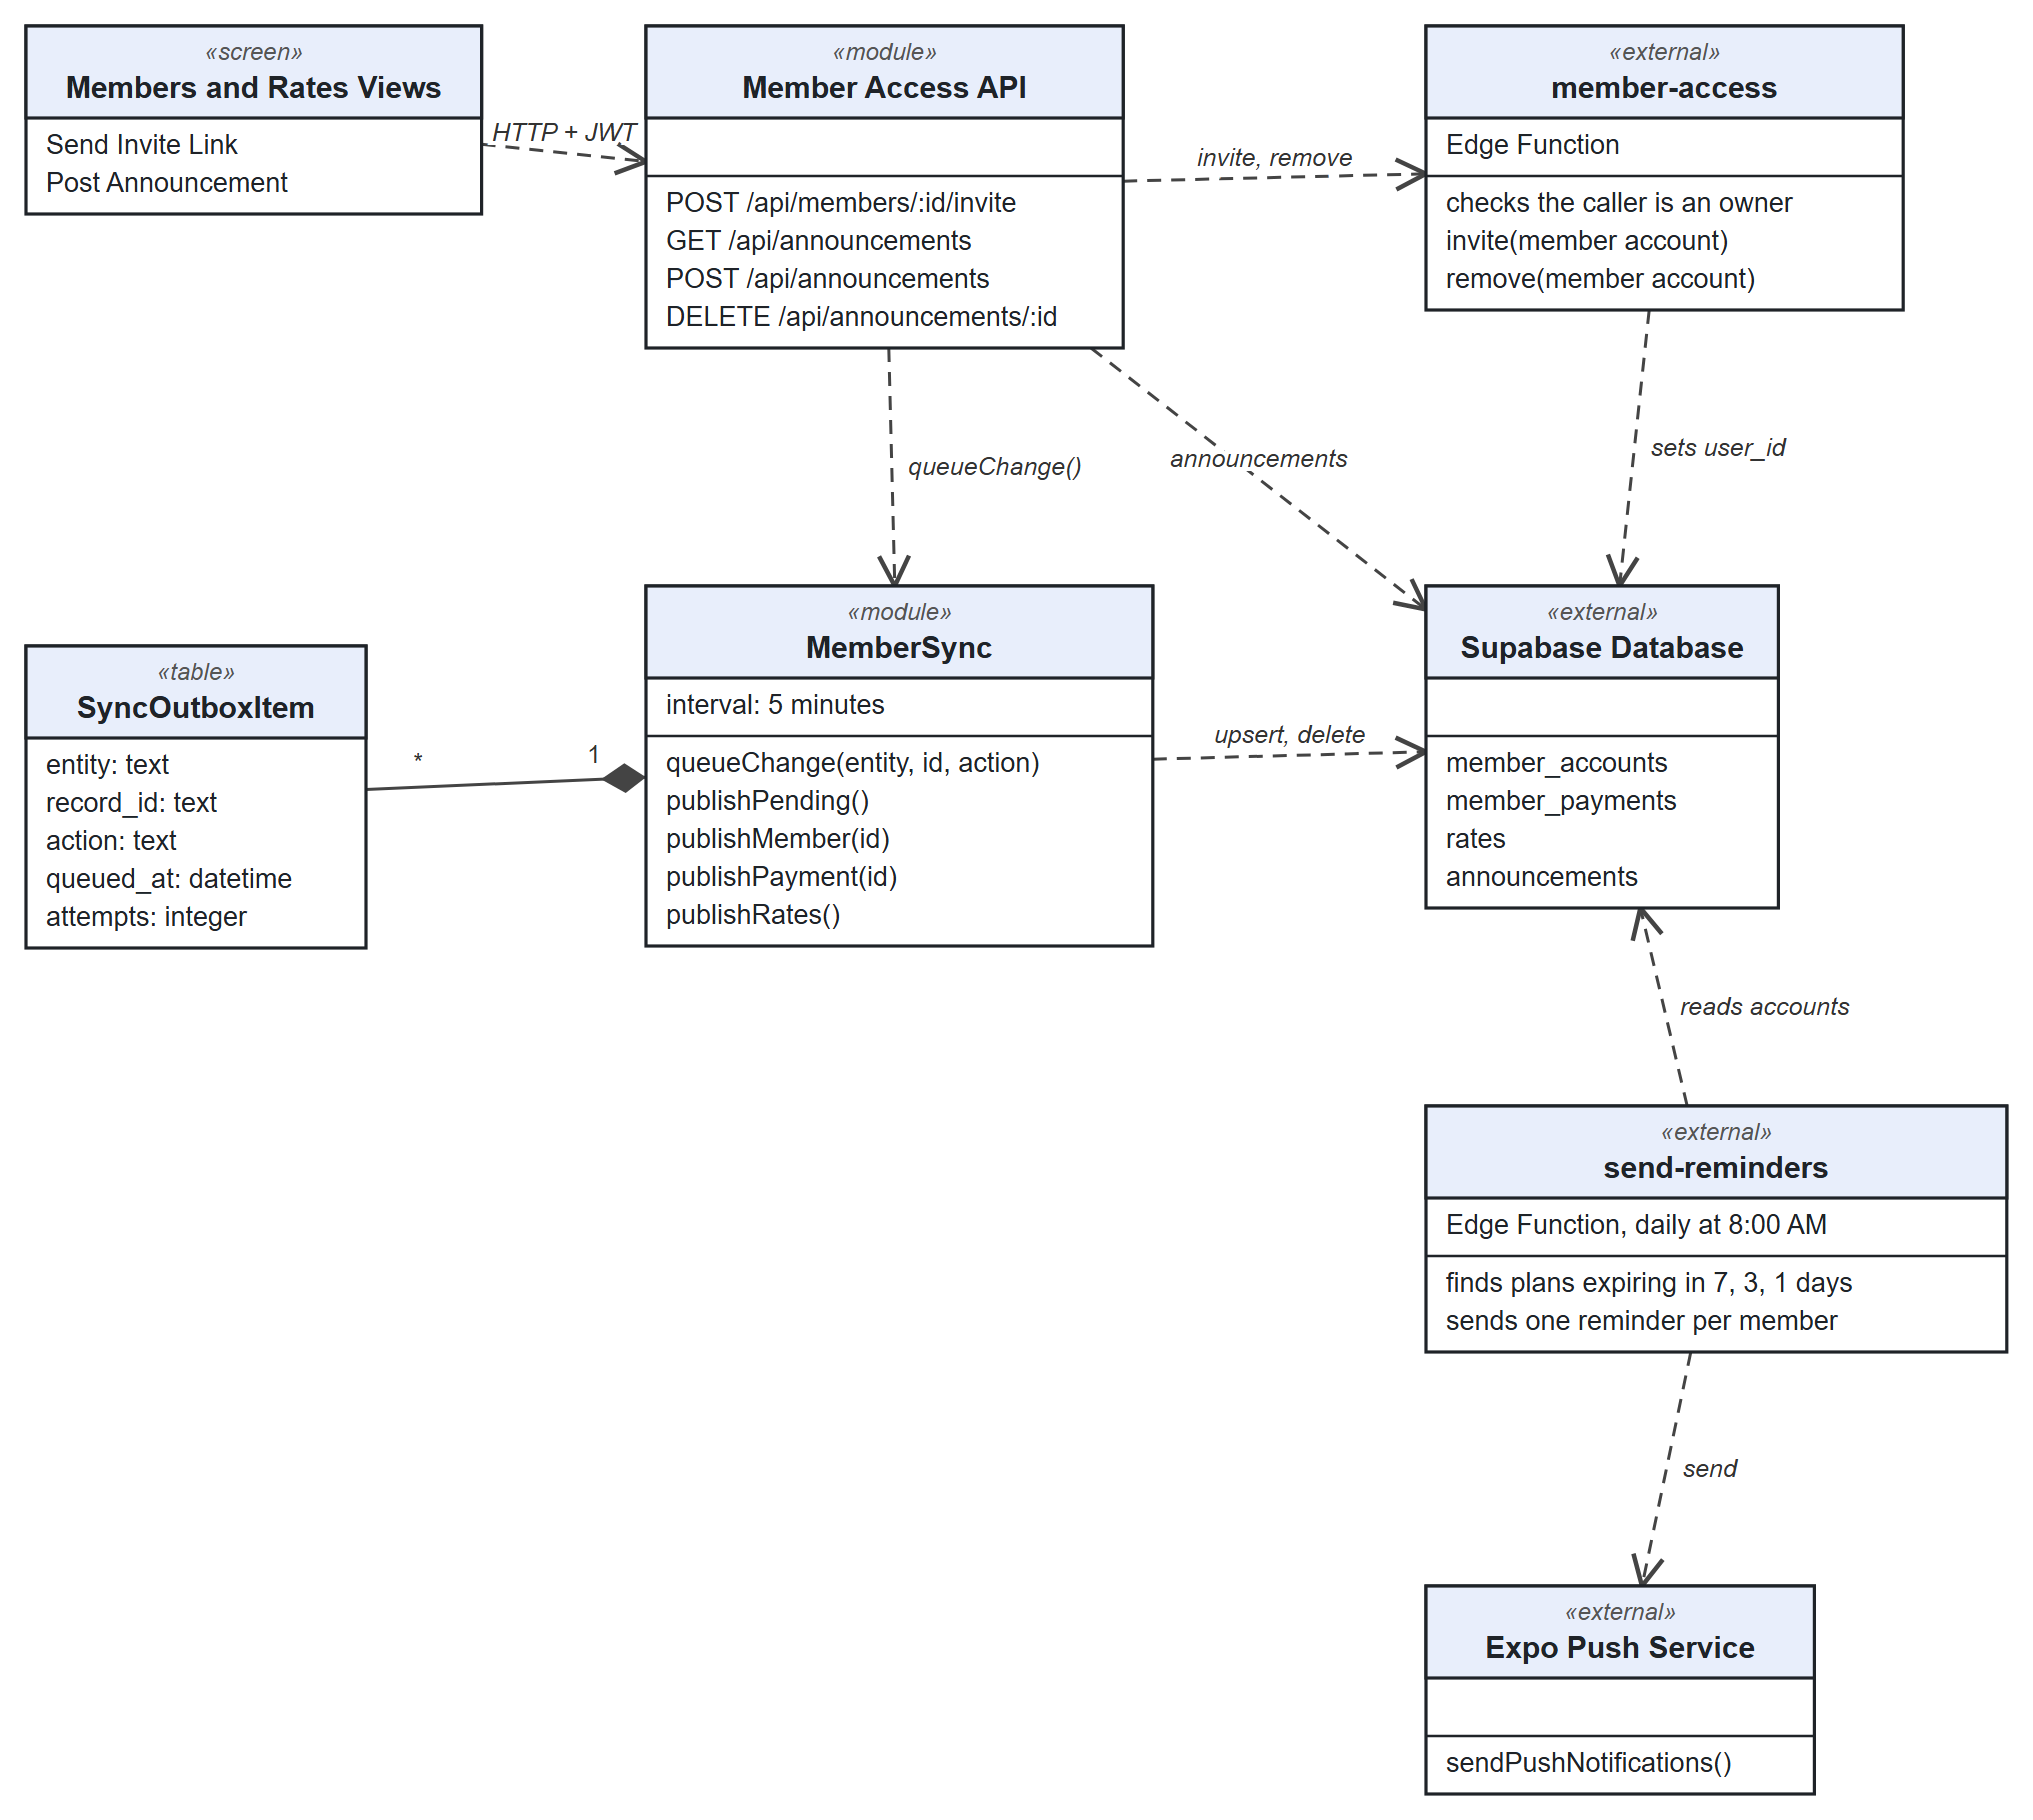 «screen»
Members and Rates Views
Send Invite Link
Post Announcement
HTTP + JWT
«module»
Member Access API
POST /api/members/:id/invite
GET /api/announcements
POST /api/announcements
DELETE /api/announcements/:id
invite, remove
«external»
member-access
Edge Function
checks the caller is an owner
invite(member account)
remove(member account)
queueChange()
announcements
sets user_id
«table»
SyncOutboxItem
entity: text
record_id: text
action: text
queued_at: datetime
attempts: integer
*
1
«module»
MemberSync
interval: 5 minutes
queueChange(entity, id, action)
publishPending()
publishMember(id)
publishPayment(id)
publishRates()
upsert, delete
«external»
Supabase Database
member_accounts
member_payments
rates
announcements
reads accounts
«external»
send-reminders
Edge Function, daily at 8:00 AM
finds plans expiring in 7, 3, 1 days
sends one reminder per member
send
«external»
Expo Push Service
sendPushNotifications()